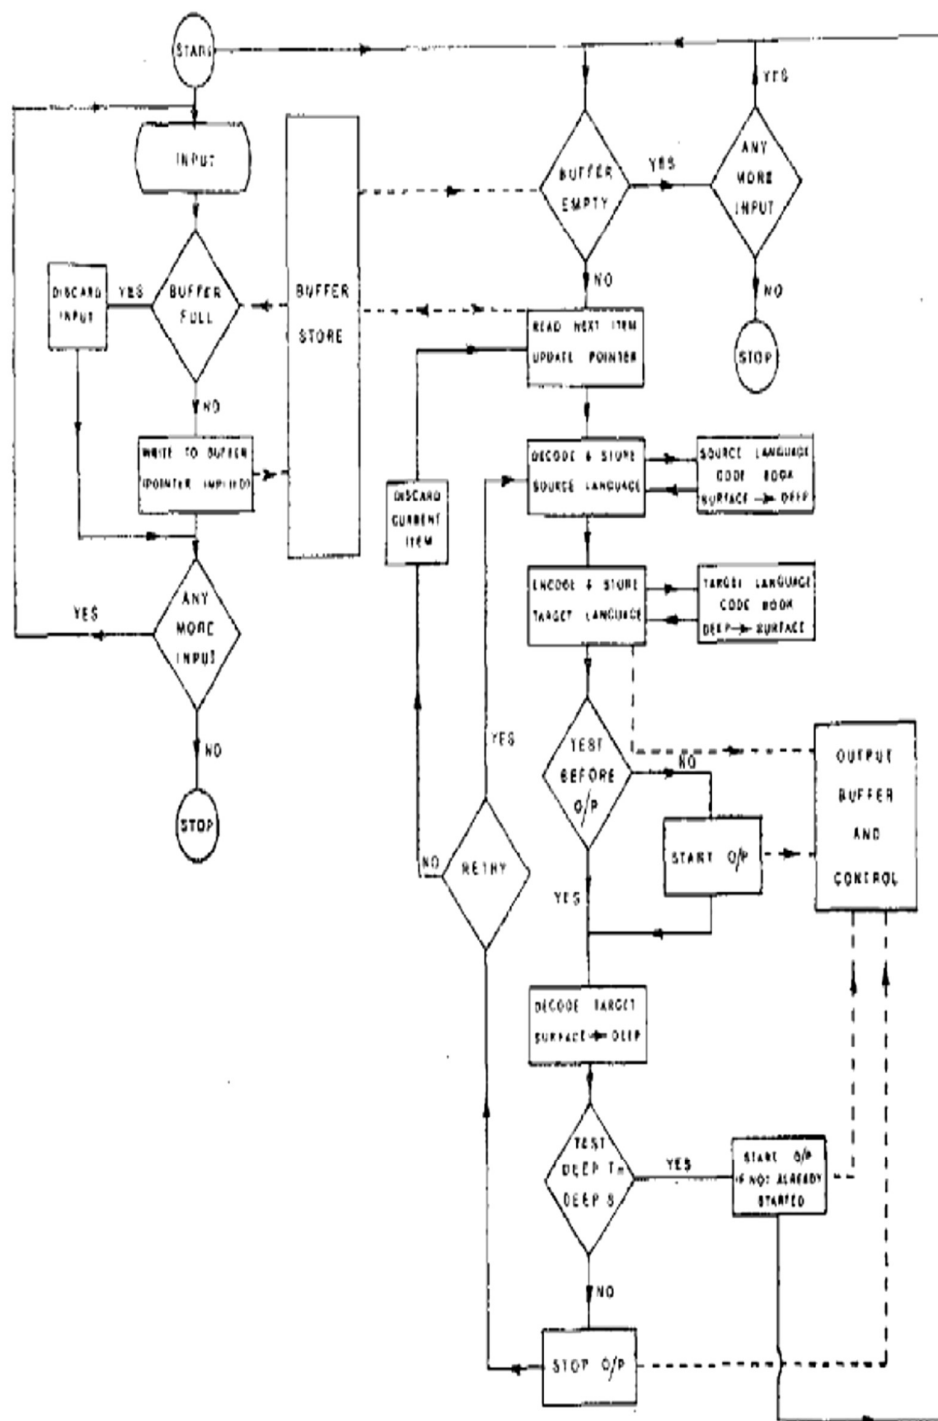 START
YES
INPUT
BUFFER
EMPTY
YES
ANY
MORE
INPUT
NO
NO
STOP
DISCARD
INPUT
YES
BUFFER
FULL
BUFFER
STORE
READ NEXT ITEM
UPDATE POINTER
NO
WRITE TO BUFFER
(POINTER IMPLIED)
DECODE & STORE
SOURCE LANGUAGE
SOURCE LANGUAGE
CODE BOOK
SURFACE → DEEP
DISCARD
CURRENT
ITEM
YES
ANY
MORE
INPUT
ENCODE & STORE
TARGET LANGUAGE
TARGET LANGUAGE
CODE BOOK
DEEP → SURFACE
NO
STOP
YES
TEST
BEFORE
O/P
NO
OUTPUT
BUFFER
AND
CONTROL
START O/P
NO
RETRY
YES
DECODE TARGET
SURFACE → DEEP
TEST
DEEP T =
DEEP S
YES
START O/P
IF NOT ALREADY
STARTED
NO
STOP O/P